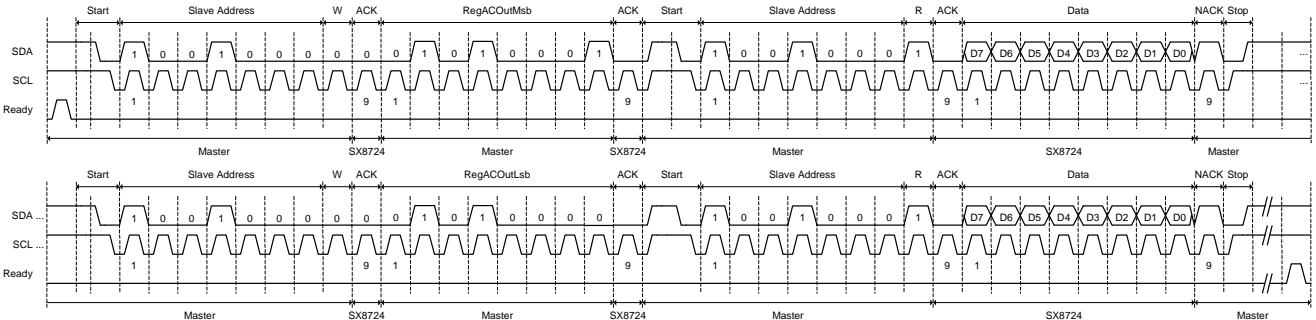 Start Slave Address W ACK RegACOutMsb ACK Start Slave Address R ACK Data NACK Stop
SDA 1 0 0 1 0 0 0 0 0 0 1 0 1 0 0 0 1 1 0 0 1 0 0 0 1 D7 D6 D5 D4 D3 D2 D1 D0 ...
SCL ...
1 9 1 9 1 9 1 9
Ready
Master SX8724 Master SX8724 Master SX8724 Master
Start Slave Address W ACK RegACOutLsb ACK Start Slave Address R ACK Data NACK Stop
SDA ... 1 0 0 1 0 0 0 0 0 0 1 0 1 0 0 0 0 1 0 0 1 0 0 0 1 D7 D6 D5 D4 D3 D2 D1 D0
SCL ...
1 9 1 9 1 9 1 9
Ready
Master SX8724 Master SX8724 Master SX8724 Master